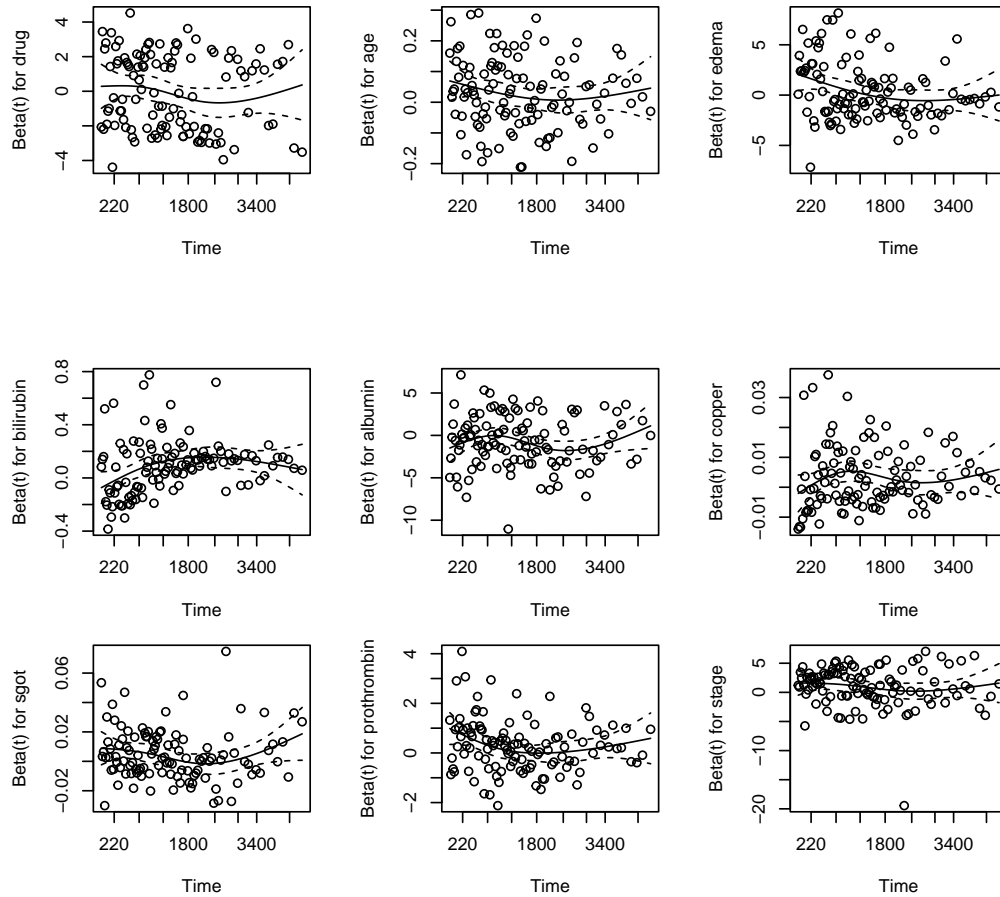 Beta(t) for drug
4
2
0
−4
220 1800 3400
Time
Beta(t) for age
0.2
0.0
−0.2
220 1800 3400
Time
Beta(t) for edema
5
0
−5
220 1800 3400
Time
Beta(t) for bilirubin
0.8
0.4
0.0
−0.4
220 1800 3400
Time
Beta(t) for albumin
5
0
−5
−10
220 1800 3400
Time
Beta(t) for copper
0.03
0.01
−0.01
220 1800 3400
Time
Beta(t) for sgot
0.06
0.02
−0.02
220 1800 3400
Time
Beta(t) for prothrombin
4
2
0
−2
220 1800 3400
Time
Beta(t) for stage
5
0
−10
−20
220 1800 3400
Time